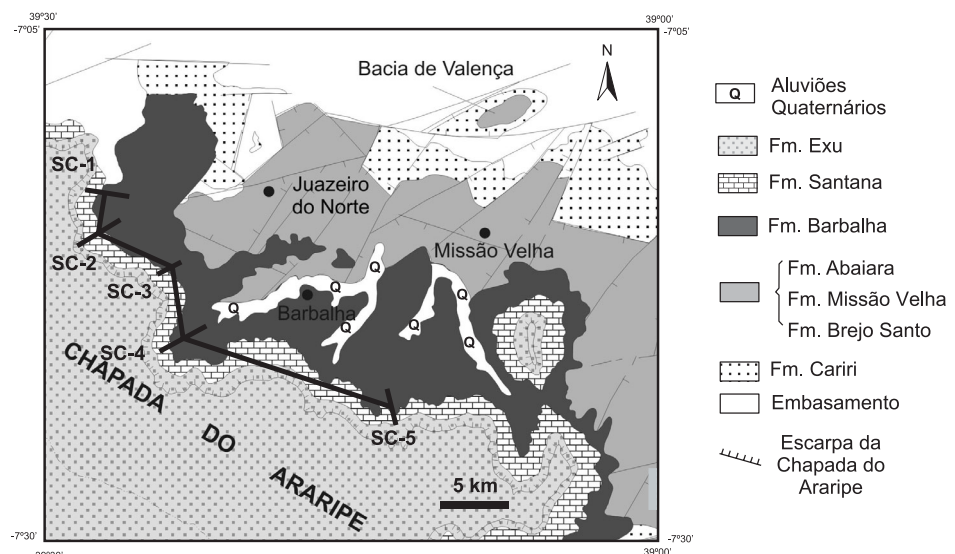 39°30'
39°00'
-7°05'
-7°05'
N
Bacia de Valença
SC-1
Juazeiro
do Norte
Missão Velha
SC-2
SC-3
Q
Q
Q
Barbalha
Q
Q
Q
Q
SC-4
SC-5
CHAPADA
DO
ARARIPE
5 km
-7°30'
-7°30'
39°00'
Q
Aluviões
Quaternários
Fm. Exu
Fm. Santana
Fm. Barbalha
Fm. Abaiara
Fm. Missão Velha
Fm. Brejo Santo
Fm. Cariri
Embasamento
Escarpa da
Chapada do
Araripe